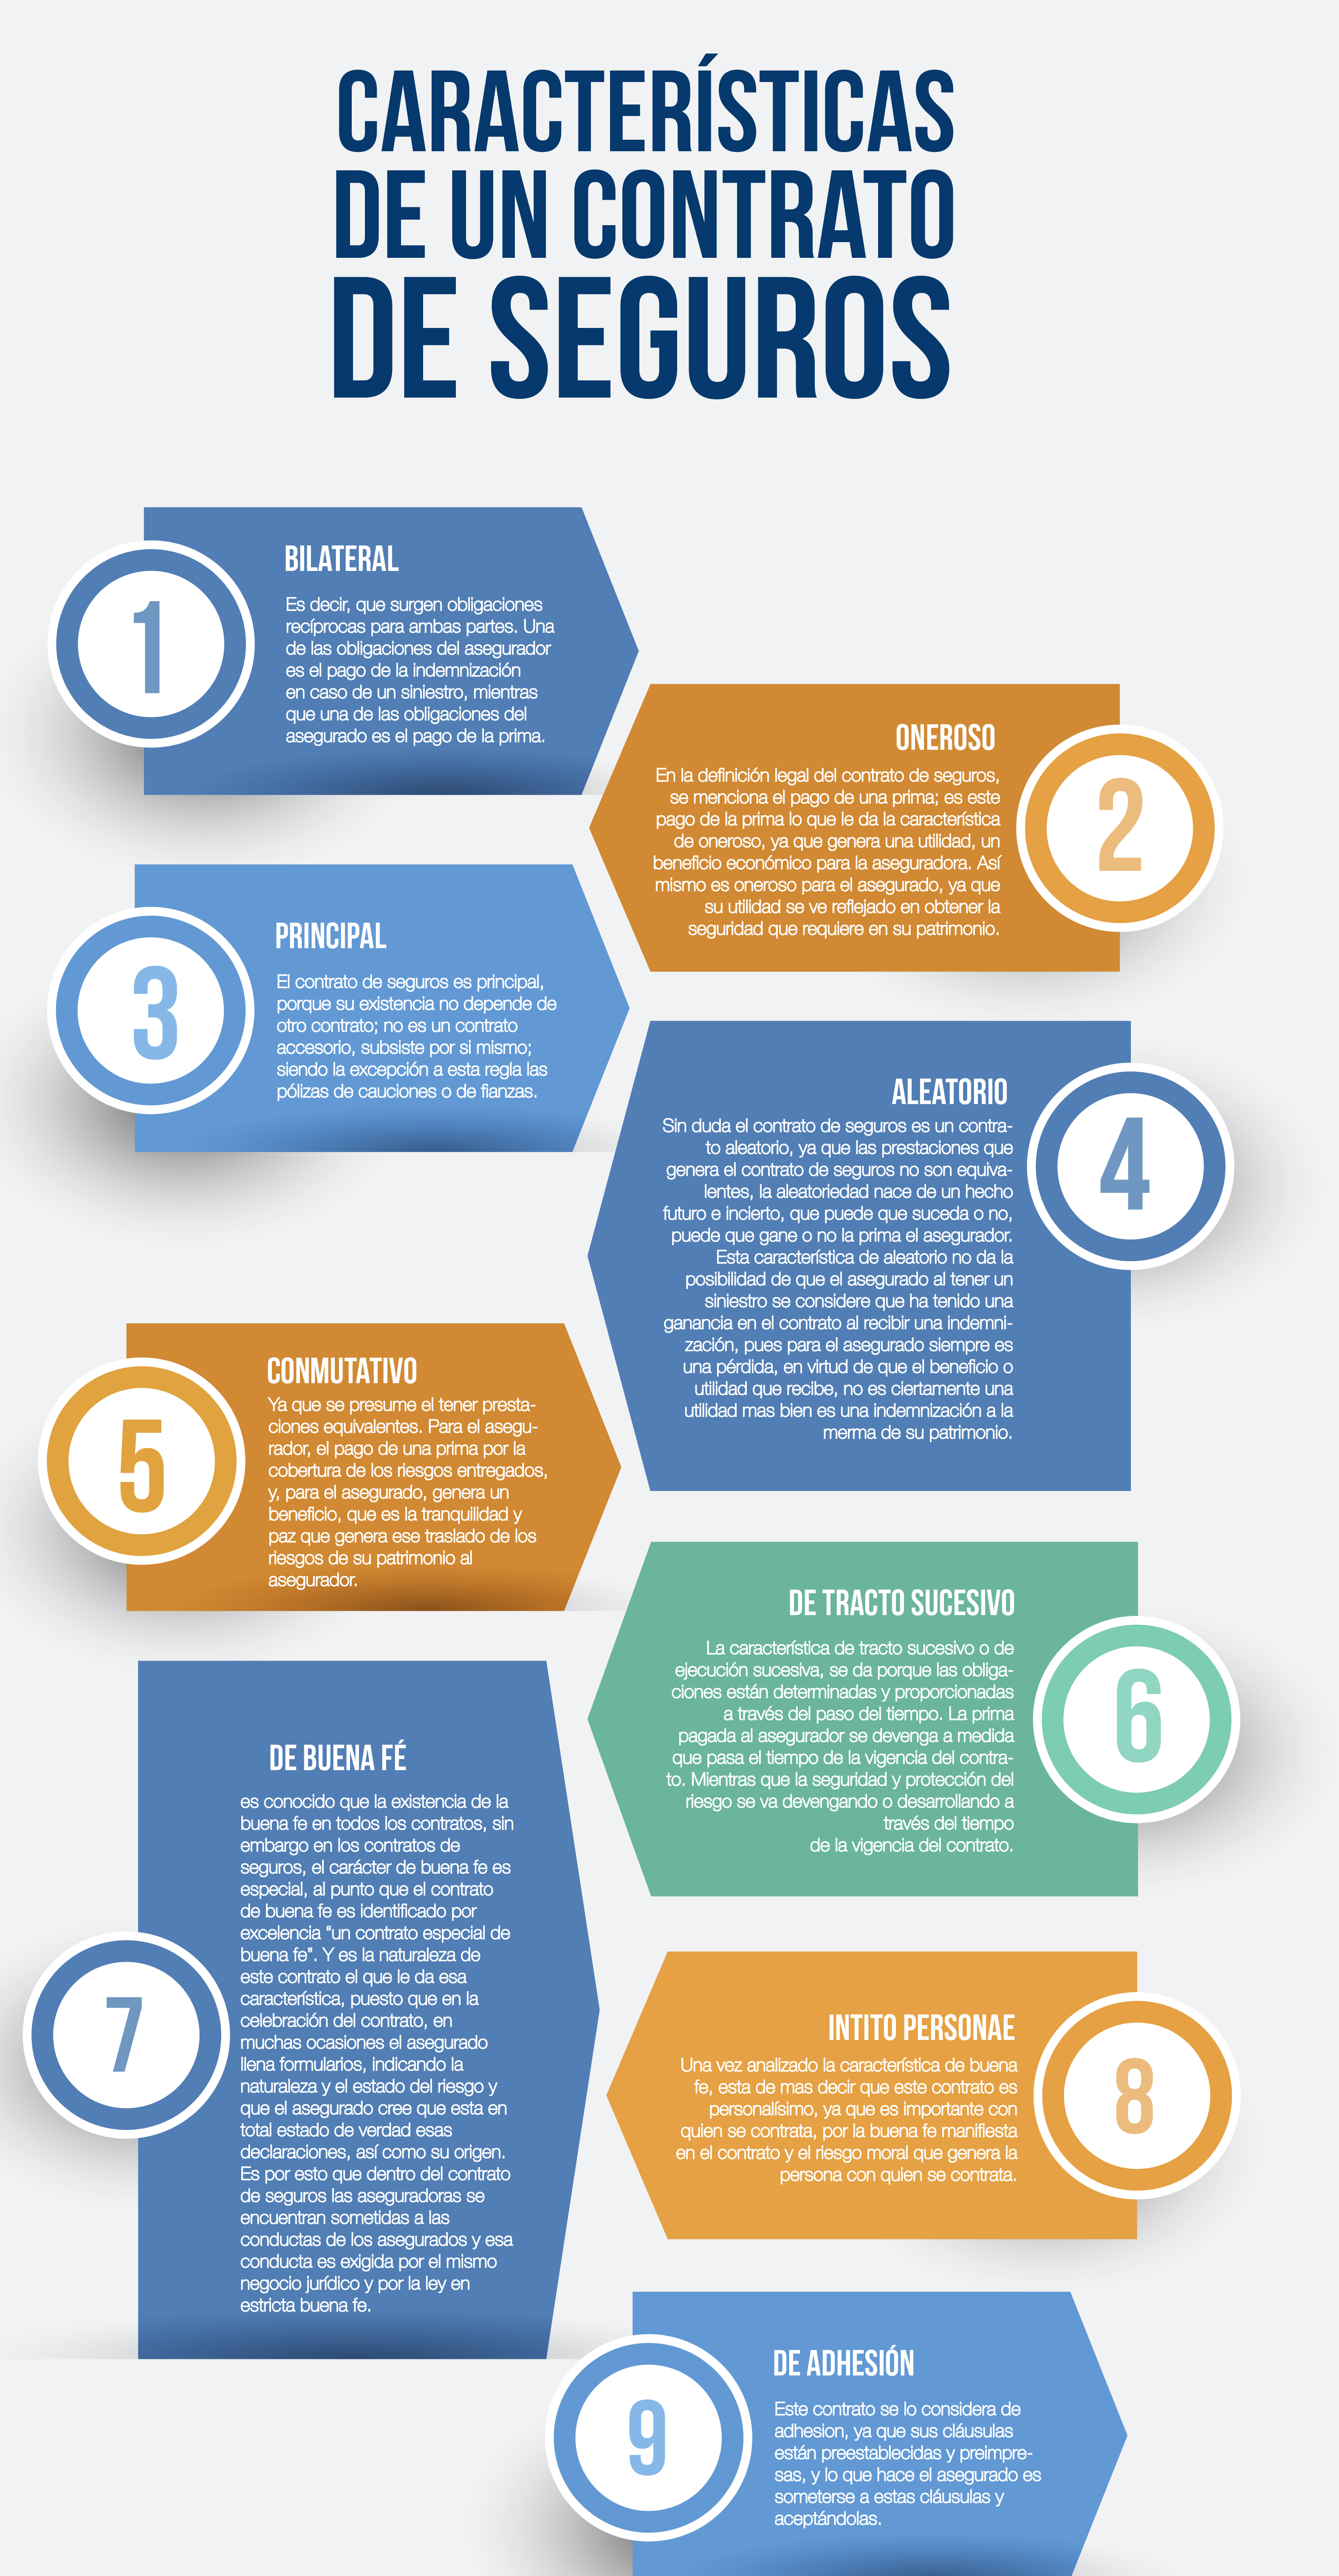 CARACTERÍSTICAS
DE UN CONTRATO
DE SEGUROS
1
BILATERAL
Es decir, que surgen obligaciones
recíprocas para ambas partes. Una
de las obligaciones del asegurador
es el pago de la indemnización
en caso de un siniestro, mientras
que una de las obligaciones del
asegurado es el pago de la prima.
2
ONEROSO
En la definición legal del contrato de seguros,
se menciona el pago de una prima; es este
pago de la prima lo que le da la característica
de oneroso, ya que genera una utilidad, un
beneficio económico para la aseguradora. Así
mismo es oneroso para el asegurado, ya que
su utilidad se ve reflejado en obtener la
seguridad que requiere en su patrimonio.
3
PRINCIPAL
El contrato de seguros es principal,
porque su existencia no depende de
otro contrato; no es un contrato
accesorio, subsiste por si mismo;
siendo la excepción a esta regla las
pólizas de cauciones o de fianzas.
4
ALEATORIO
Sin duda el contrato de seguros es un contra-
to aleatorio, ya que las prestaciones que
genera el contrato de seguros no son equiva-
lentes, la aleatoriedad nace de un hecho
futuro e incierto, que puede que suceda o no,
puede que gane o no la prima el asegurador.
Esta característica de aleatorio no da la
posibilidad de que el asegurado al tener un
siniestro se considere que ha tenido una
ganancia en el contrato al recibir una indemni-
zación, pues para el asegurado siempre es
una pérdida, en virtud de que el beneficio o
utilidad que recibe, no es ciertamente una
utilidad mas bien es una indemnización a la
merma de su patrimonio.
5
CONMUTATIVO
Ya que se presume el tener presta-
ciones equivalentes. Para el asegu-
rador, el pago de una prima por la
cobertura de los riesgos entregados,
y, para el asegurado, genera un
beneficio, que es la tranquilidad y
paz que genera ese traslado de los
riesgos de su patrimonio al
asegurador.
6
DE TRACTO SUCESIVO
La característica de tracto sucesivo o de
ejecución sucesiva, se da porque las obliga-
ciones están determinadas y proporcionadas
a través del paso del tiempo. La prima
pagada al asegurador se devenga a medida
que pasa el tiempo de la vigencia del contra-
to. Mientras que la seguridad y protección del
riesgo se va devengando o desarrollando a
través del tiempo
de la vigencia del contrato.
7
DE BUENA FÉ
es conocido que la existencia de la
buena fe en todos los contratos, sin
embargo en los contratos de
seguros, el carácter de buena fe es
especial, al punto que el contrato
de buena fe es identificado por
excelencia “un contrato especial de
buena fe”. Y es la naturaleza de
este contrato el que le da esa
característica, puesto que en la
celebración del contrato, en
muchas ocasiones el asegurado
llena formularios, indicando la
naturaleza y el estado del riesgo y
que el asegurado cree que esta en
total estado de verdad esas
declaraciones, así como su origen.
Es por esto que dentro del contrato
de seguros las aseguradoras se
encuentran sometidas a las
conductas de los asegurados y esa
conducta es exigida por el mismo
negocio jurídico y por la ley en
estricta buena fe.
8
INTITO PERSONAE
Una vez analizado la característica de buena
fe, esta de mas decir que este contrato es
personalísimo, ya que es importante con
quien se contrata, por la buena fe manifiesta
en el contrato y el riesgo moral que genera la
persona con quien se contrata.
9
DE ADHESIÓN
Este contrato se lo considera de
adhesion, ya que sus cláusulas
están preestablecidas y preimpre-
sas, y lo que hace el asegurado es
someterse a estas cláusulas y
aceptándolas.